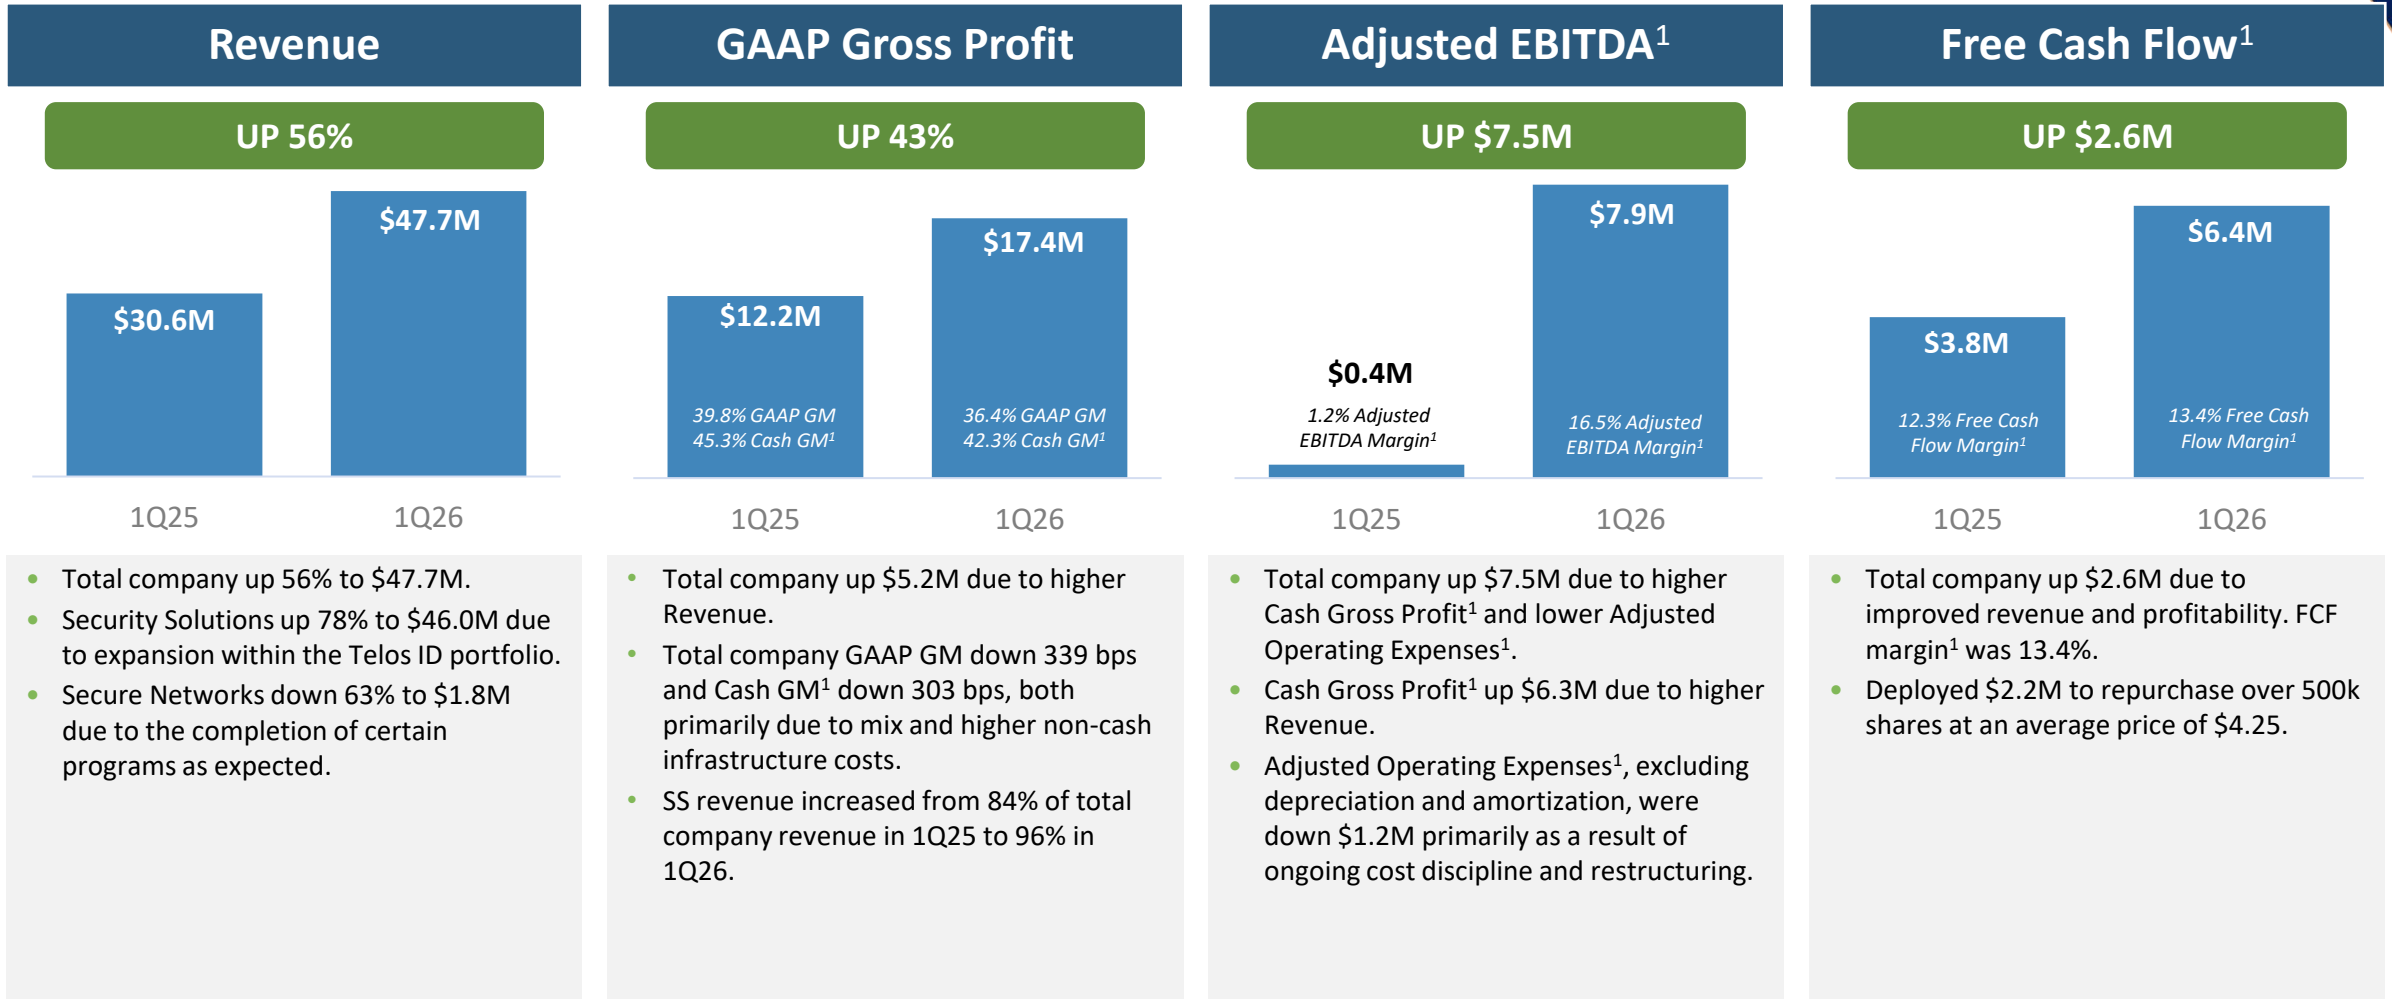 Revenue
UP 56%
$30.6M
$47.7M
1Q25
1Q26
• Total company up 56% to $47.7M.
• Security Solutions up 78% to $46.0M due
to expansion within the Telos ID portfolio.
• Secure Networks down 63% to $1.8M
due to the completion of certain
programs as expected.
GAAP Gross Profit
UP 43%
$12.2M
39.8% GAAP GM
45.3% Cash GM¹
$17.4M
36.4% GAAP GM
42.3% Cash GM¹
1Q25
1Q26
• Total company up $5.2M due to higher
Revenue.
• Total company GAAP GM down 339 bps
and Cash GM¹ down 303 bps, both
primarily due to mix and higher non-cash
infrastructure costs.
• SS revenue increased from 84% of total
company revenue in 1Q25 to 96% in
1Q26.
Adjusted EBITDA¹
UP $7.5M
$0.4M
1.2% Adjusted
EBITDA Margin¹
$7.9M
16.5% Adjusted
EBITDA Margin¹
1Q25
1Q26
• Total company up $7.5M due to higher
Cash Gross Profit¹ and lower Adjusted
Operating Expenses¹.
• Cash Gross Profit¹ up $6.3M due to higher
Revenue.
• Adjusted Operating Expenses¹, excluding
depreciation and amortization, were
down $1.2M primarily as a result of
ongoing cost discipline and restructuring.
Free Cash Flow¹
UP $2.6M
$3.8M
12.3% Free Cash
Flow Margin¹
$6.4M
13.4% Free Cash
Flow Margin¹
1Q25
1Q26
• Total company up $2.6M due to
improved revenue and profitability. FCF
margin¹ was 13.4%.
• Deployed $2.2M to repurchase over 500k
shares at an average price of $4.25.